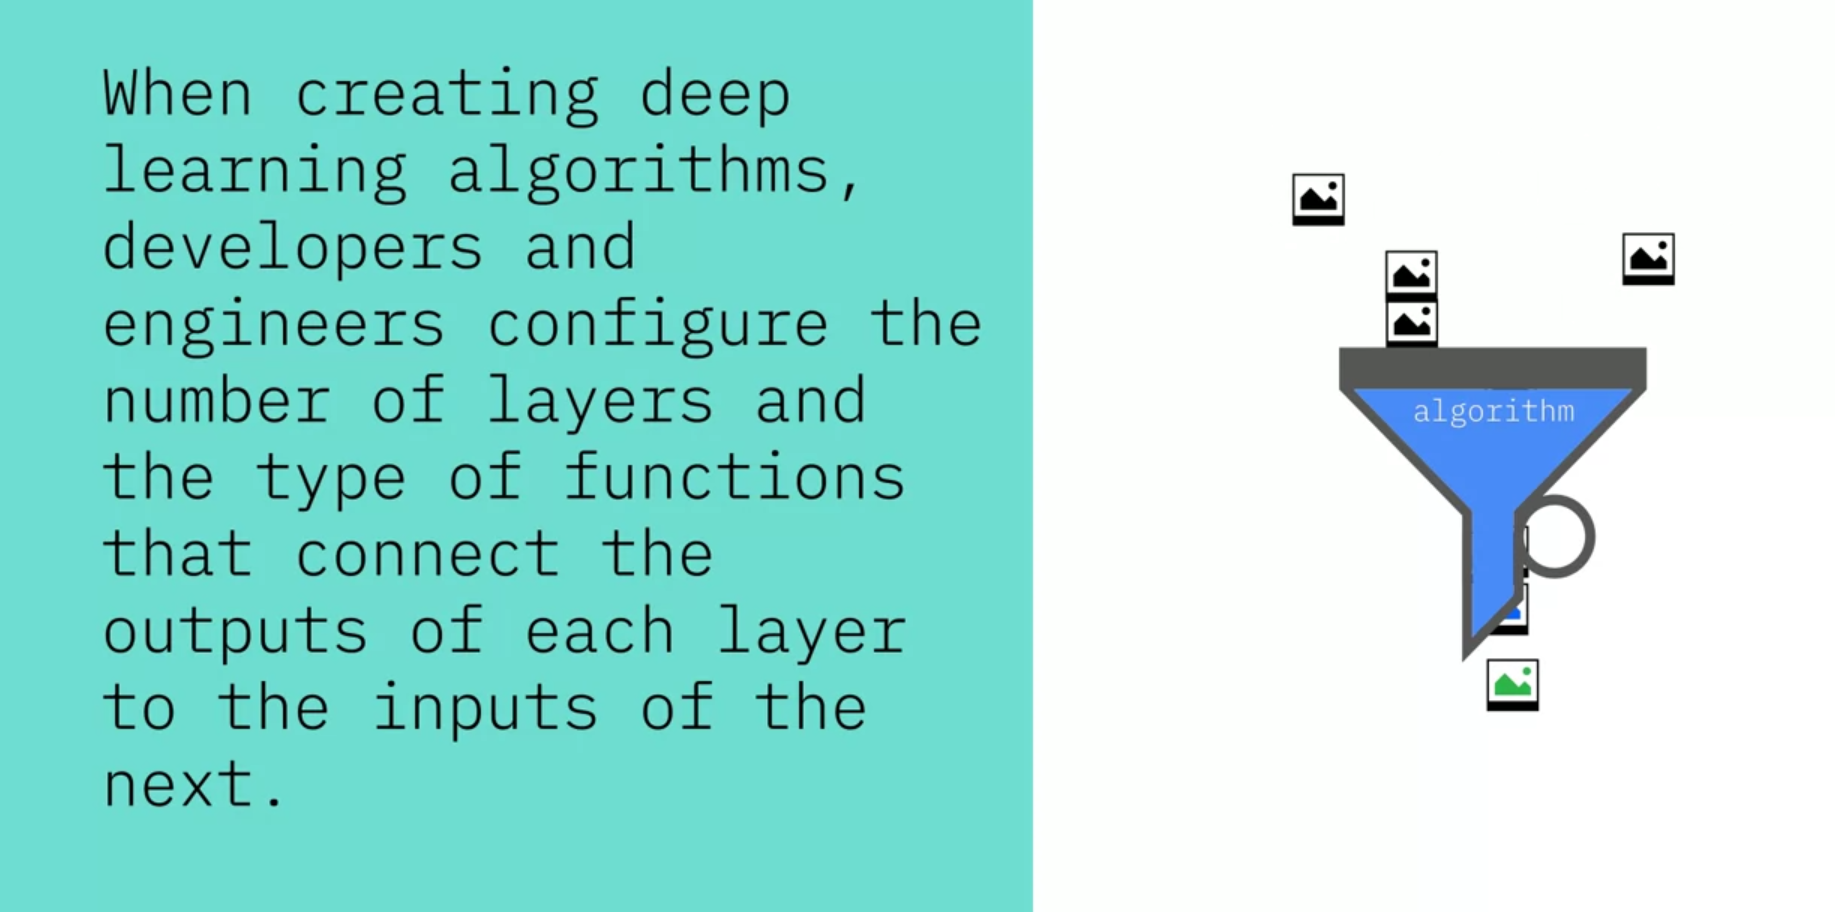 When creating deep
learning algorithms,
developers and
engineers configure the
number of layers and
the type of functions
that connect the
outputs of each layer
to the inputs of the
next.
algorithm